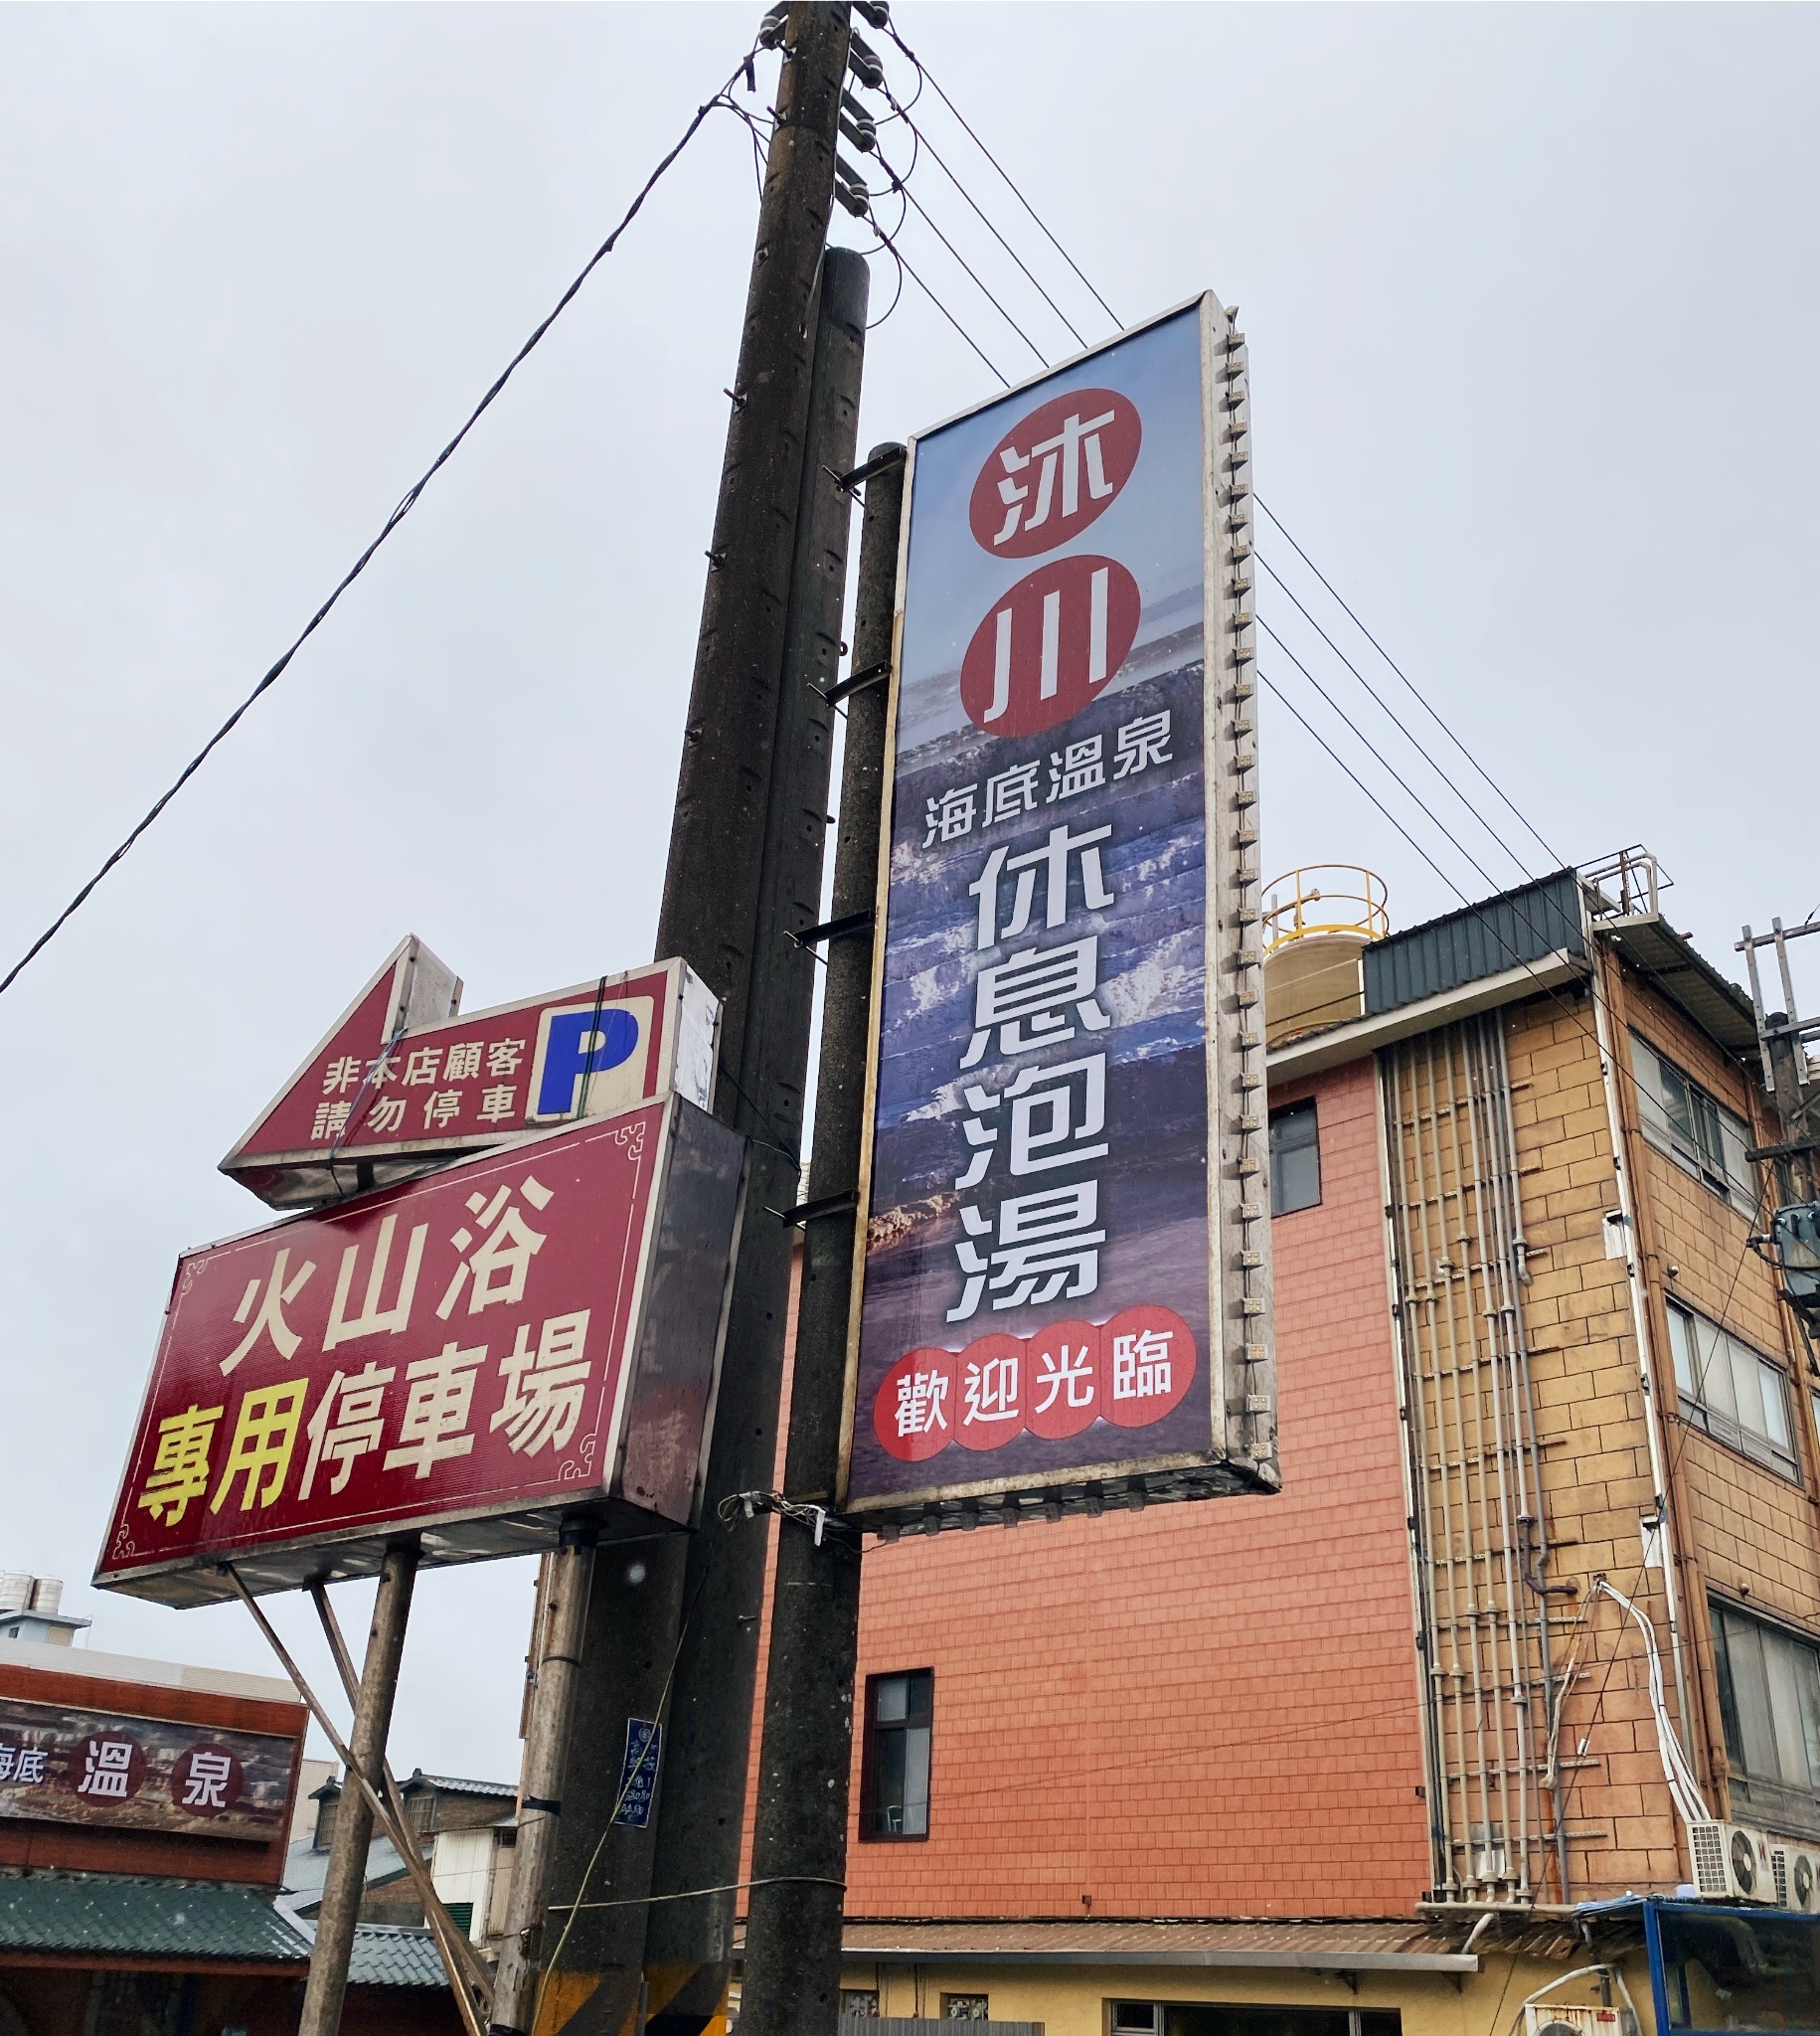 沐川
海底溫泉
休息泡湯
歡迎光臨
非本店顧客
請勿停車
P
火山浴
專用停車場
海底 溫泉